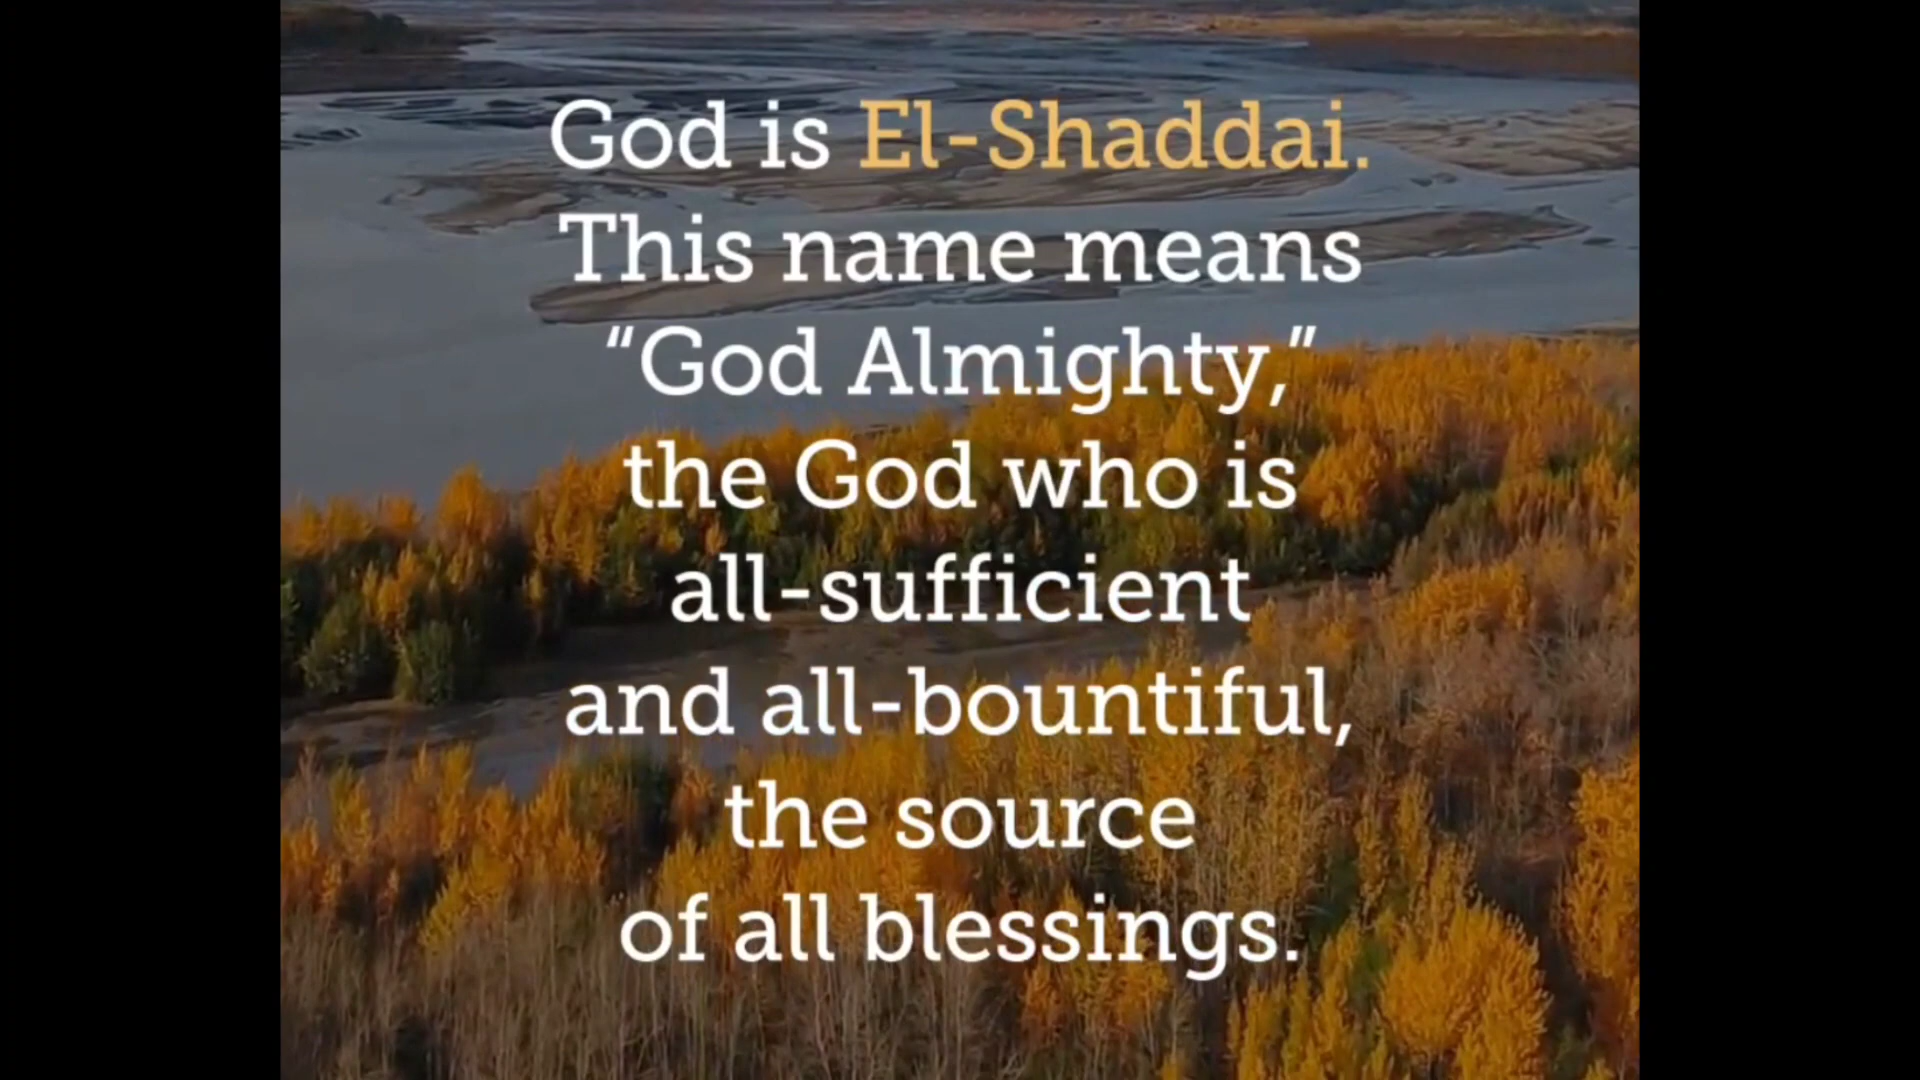 God is El-Shaddai.
This name means
“God Almighty,”
the God who is
all-sufficient
and all-bountiful,
the source
of all blessings.